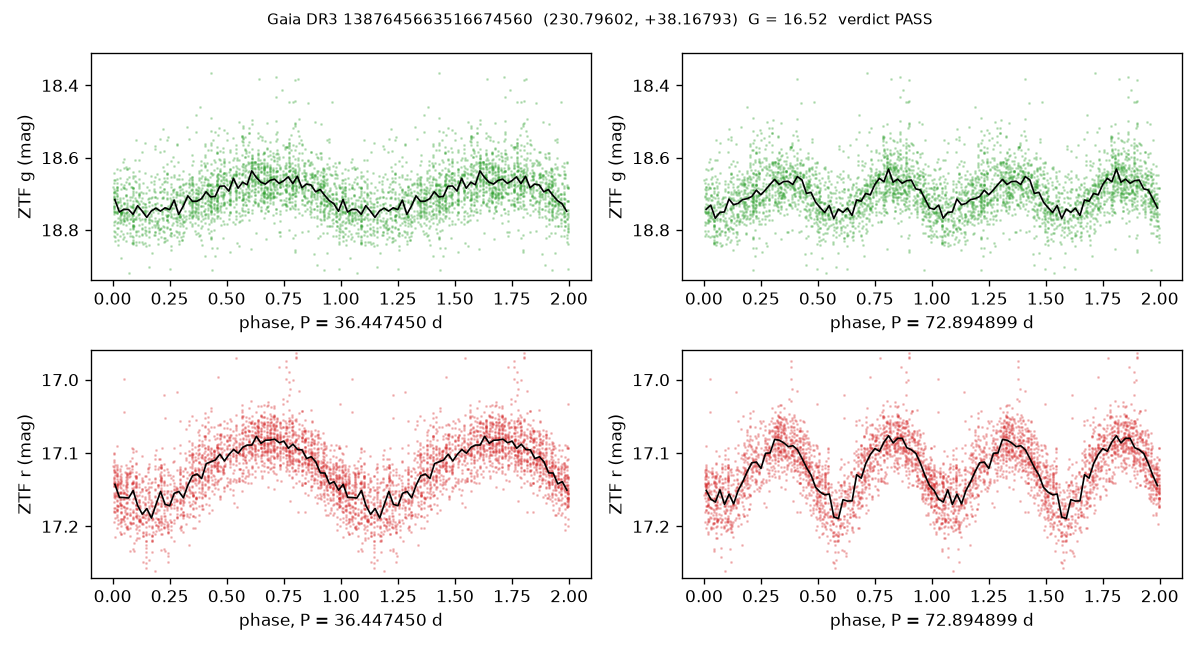 Gaia DR3 1387645663516674560  (230.79602, +38.16793)  G = 16.52  verdict PASS
ZTF g (mag)
18.4
18.6
18.8
0.00 0.25 0.50 0.75 1.00 1.25 1.50 1.75 2.00
phase, P = 36.447450 d
ZTF g (mag)
18.4
18.6
18.8
0.00 0.25 0.50 0.75 1.00 1.25 1.50 1.75 2.00
phase, P = 72.894899 d
ZTF r (mag)
17.0
17.1
17.2
0.00 0.25 0.50 0.75 1.00 1.25 1.50 1.75 2.00
phase, P = 36.447450 d
ZTF r (mag)
17.0
17.1
17.2
0.00 0.25 0.50 0.75 1.00 1.25 1.50 1.75 2.00
phase, P = 72.894899 d